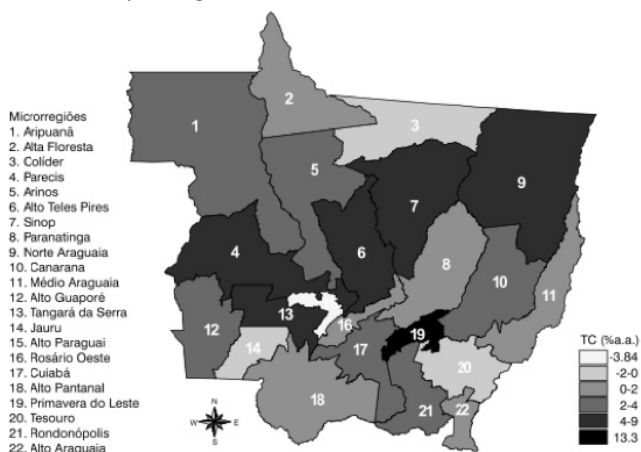 Microrregiões
1. Aripuanã
2. Alta Floresta
3. Colíder
4. Parecis
5. Arinos
6. Alto Teles Pires
7. Sinop
8. Paranatinga
9. Norte Araguaia
10. Canarana
11. Médio Araguaia
12. Alto Guaporé
13. Tangará da Serra
14. Jauru
15. Alto Paraguai
16. Rosário Oeste
17. Cuiabá
18. Alto Pantanal
19. Primavera do Leste
20. Tesouro
21. Rondonópolis
22. Alto Araguaia
2
1
3
5
9
7
4
6
8
10
11
13
16
12
19
14
17
20
18
21
22
N
W E
S
TC (%a.a.)
-3.84
-2-0
0-2
2-4
4-9
13.3